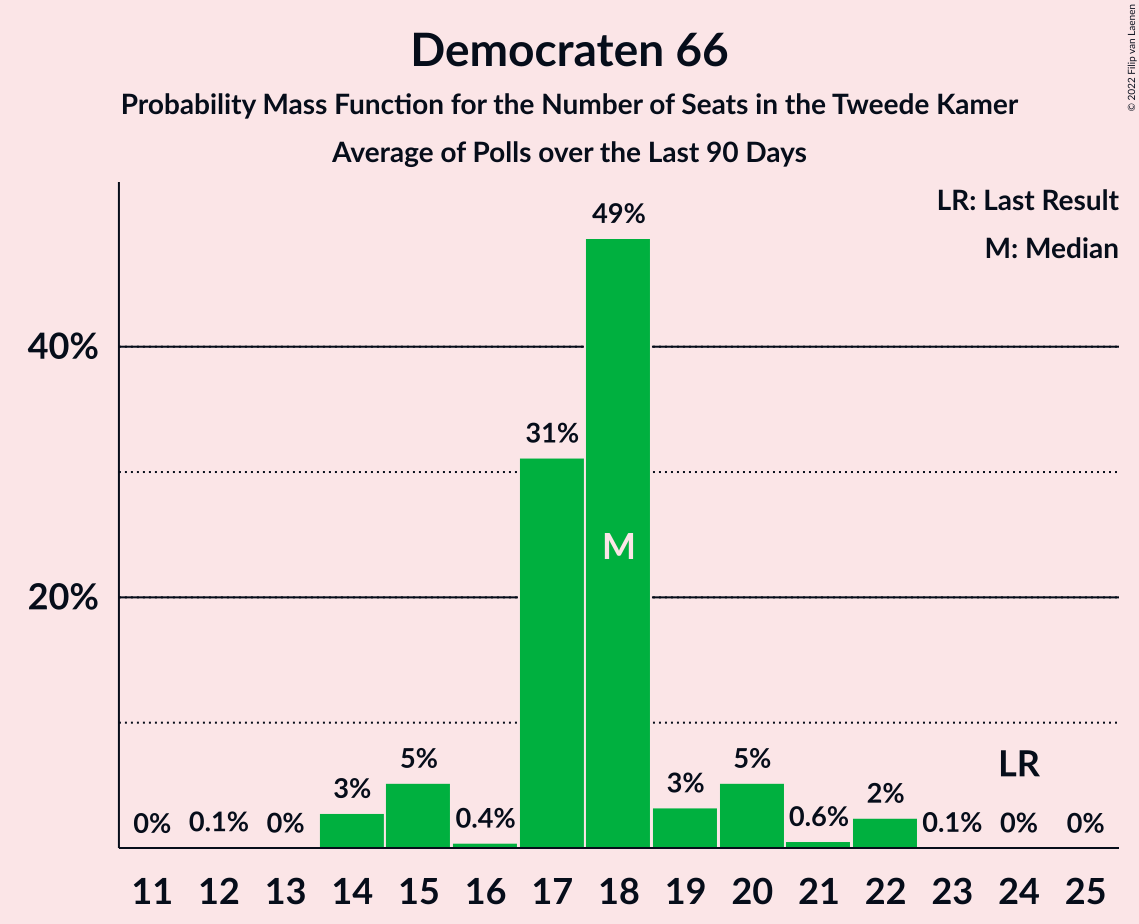 Democraten 66
Probability Mass Function for the Number of Seats in the Tweede Kamer
Average of Polls over the Last 90 Days
© 2022 Filip van Laenen
LR: Last Result
M: Median
49%
40%
31%
M
20%
LR
0% 0.1% 0% 3% 5% 0.4% 3% 5% 0.6% 2% 0.1% 0% 0%
11 12 13 14 15 16 17 18 19 20 21 22 23 24 25